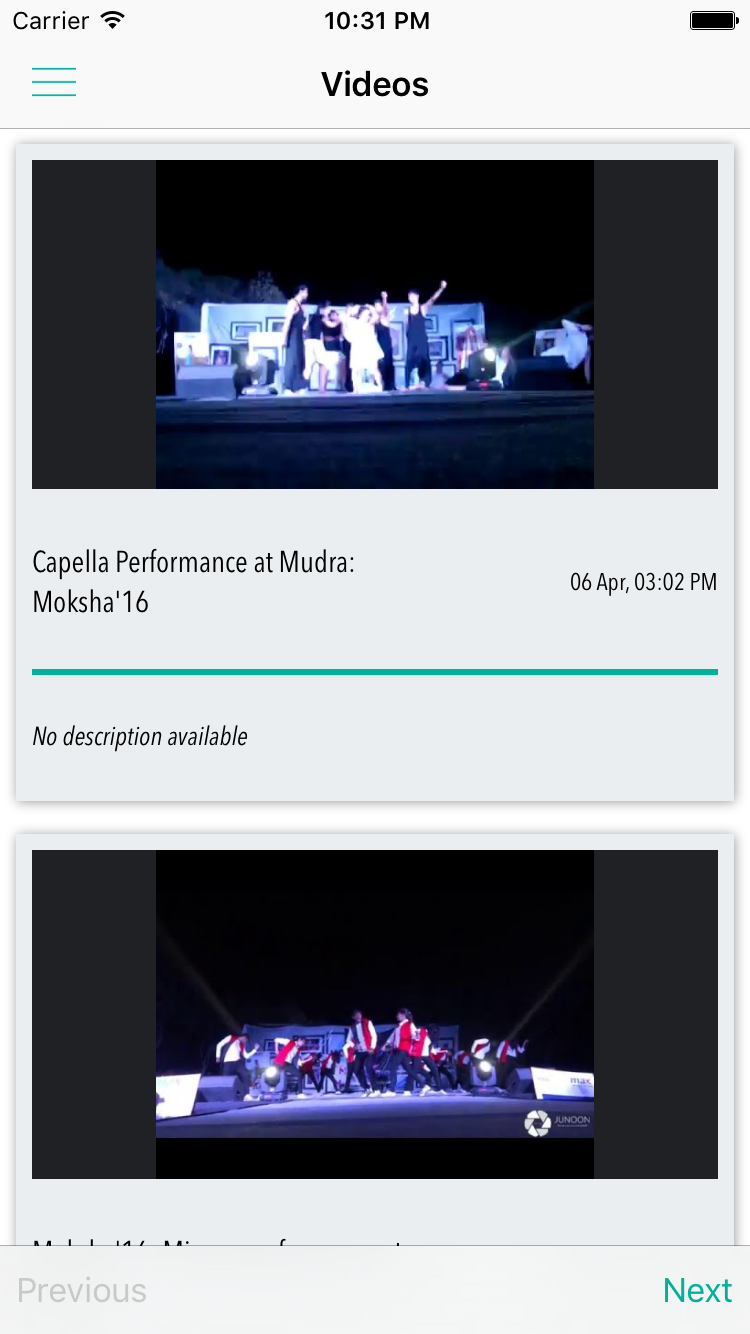 Carrier 10:31 PM
Videos
Capella Performance at Mudra:
Moksha'16
06 Apr, 03:02 PM
No description available
max
JUNOON
Previous
Next